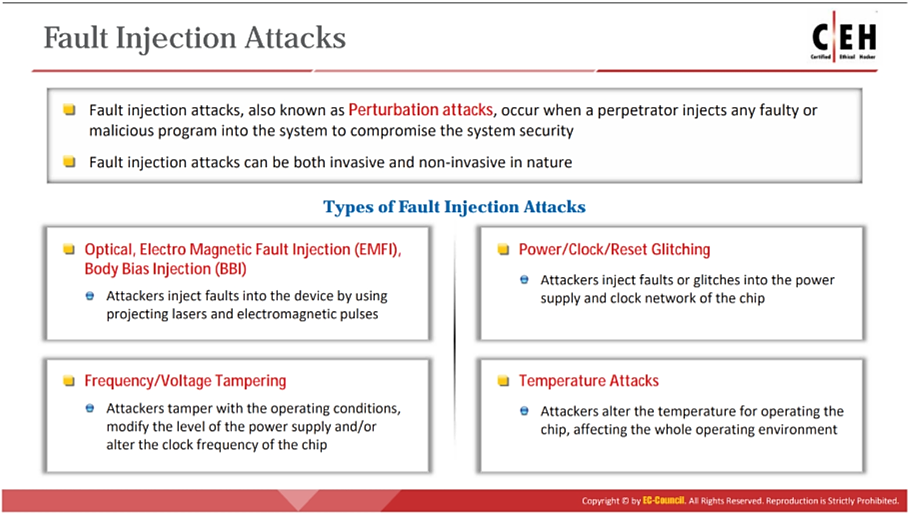 Fault Injection Attacks
CEH
Certified Ethical Hacker
Fault injection attacks, also known as Perturbation attacks, occur when a perpetrator injects any faulty or
malicious program into the system to compromise the system security
Fault injection attacks can be both invasive and non-invasive in nature
Types of Fault Injection Attacks
Optical, Electro Magnetic Fault Injection (EMFI),
Body Bias Injection (BBI)
Attackers inject faults into the device by using
projecting lasers and electromagnetic pulses
Power/Clock/Reset Glitching
Attackers inject faults or glitches into the power
supply and clock network of the chip
Frequency/Voltage Tampering
Attackers tamper with the operating conditions,
modify the level of the power supply and/or
alter the clock frequency of the chip
Temperature Attacks
Attackers alter the temperature for operating the
chip, affecting the whole operating environment
Copyright © by EC-Council. All Rights Reserved. Reproduction is Strictly Prohibited.